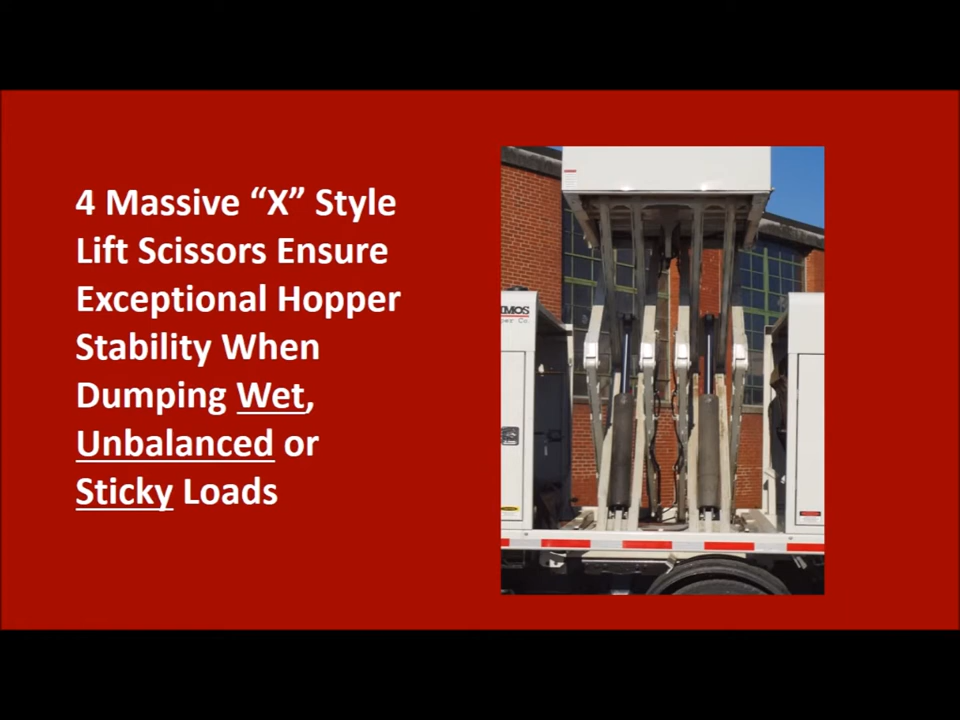 4 Massive “X” Style
Lift Scissors Ensure
Exceptional Hopper
Stability When
Dumping Wet,
Unbalanced or
Sticky Loads